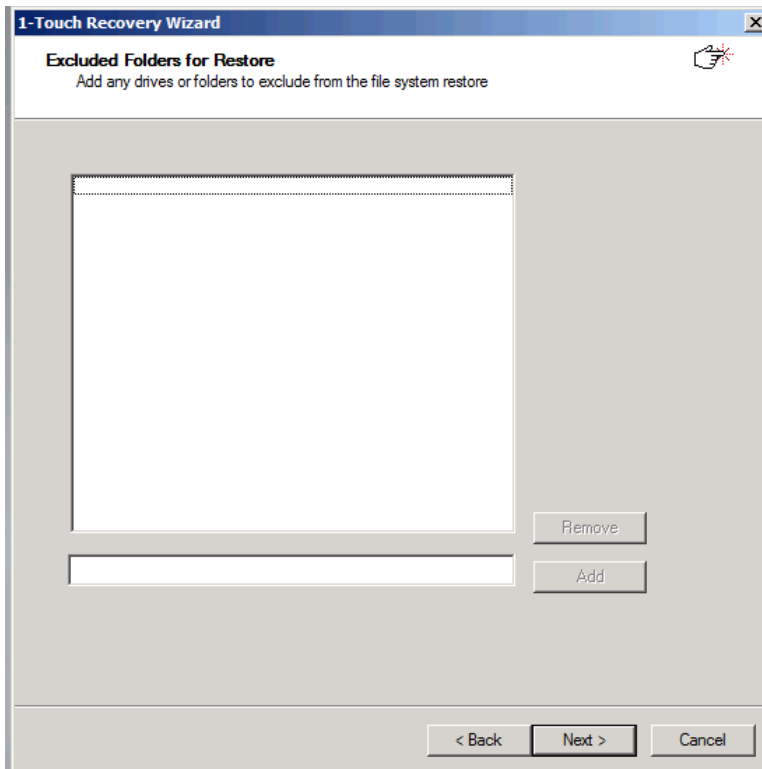 1-Touch Recovery Wizard
Excluded Folders for Restore
Add any drives or folders to exclude from the file system restore
Remove
Add
< Back
Next >
Cancel